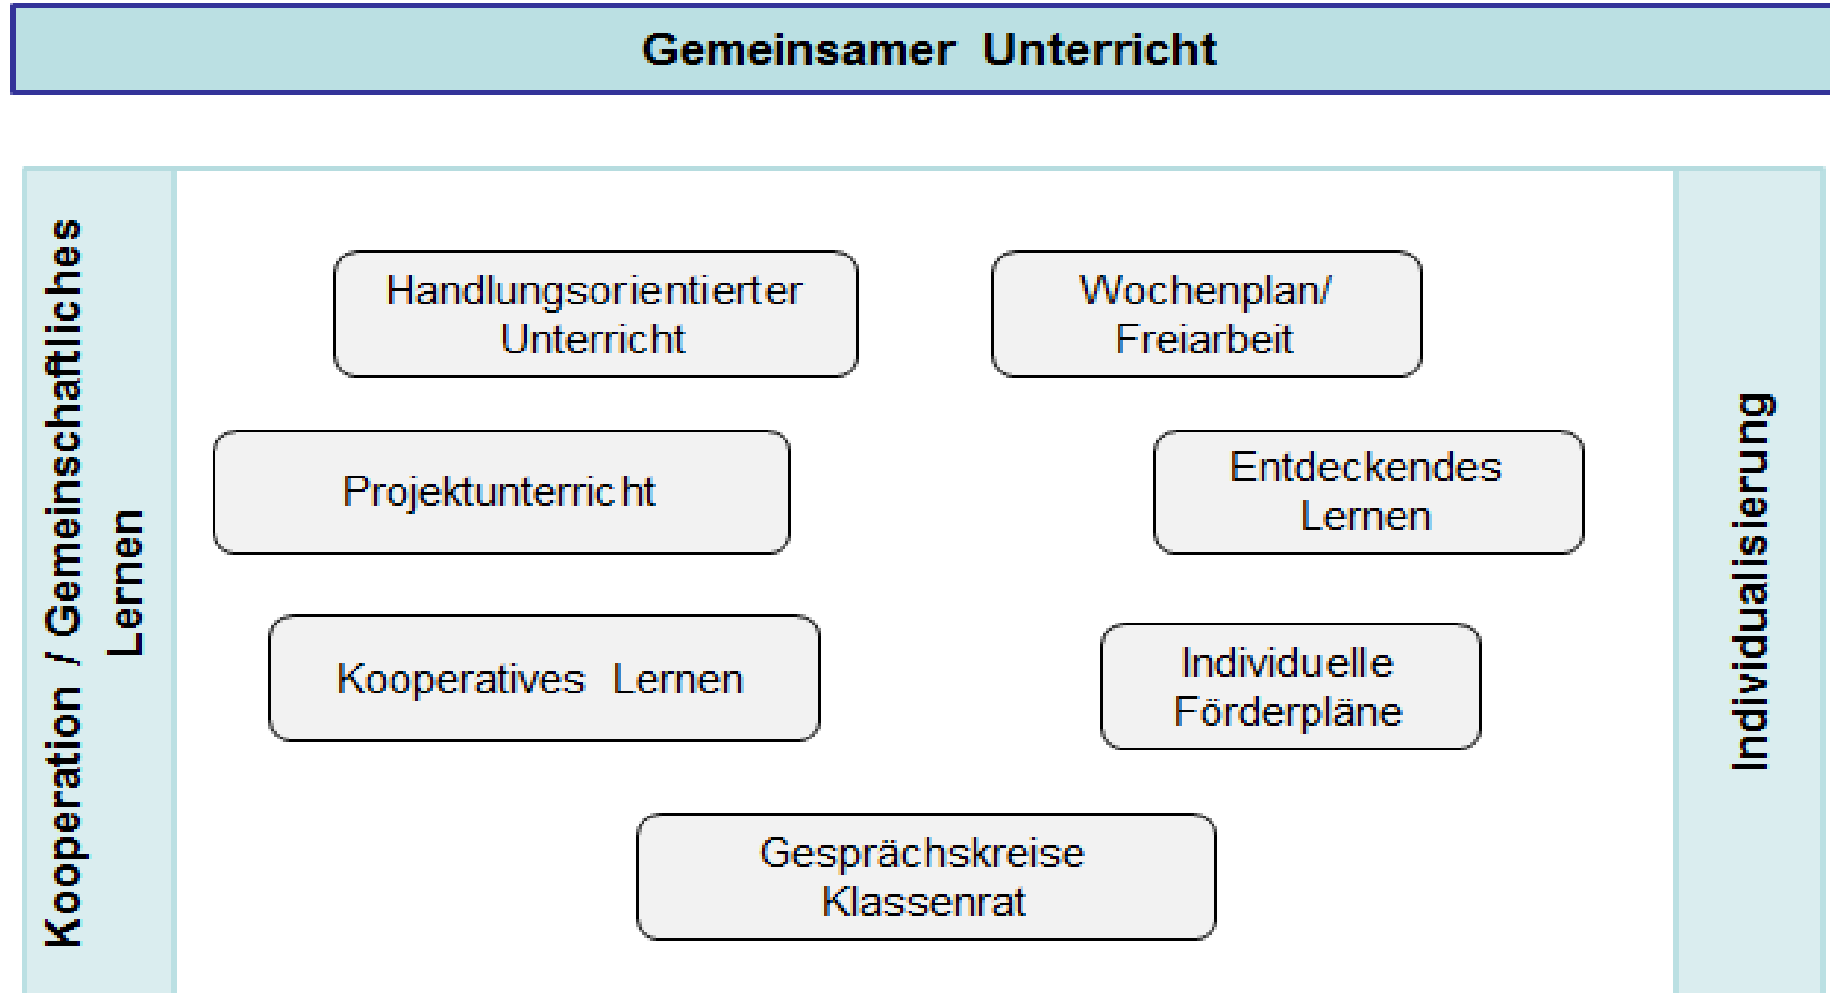 Gemeinsamer Unterricht
Kooperation / Gemeinschaftliches
Lernen
Handlungsorientierter
Unterricht
Wochenplan/
Freiarbeit
Projektunterricht
Entdeckendes
Lernen
Kooperatives Lernen
Individuelle
Förderpläne
Gesprächskreise
Klassenrat
Individualisierung